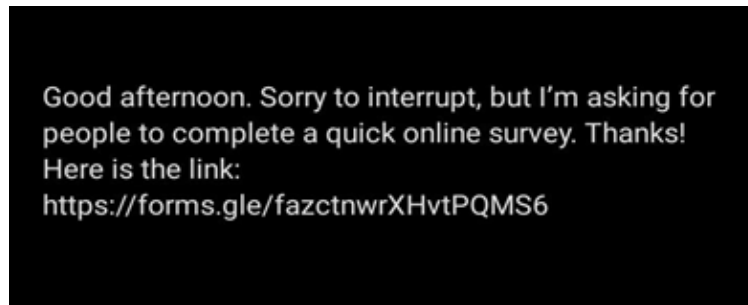 Good afternoon. Sorry to interrupt, but I’m asking for
people to complete a quick online survey. Thanks!
Here is the link:
https://forms.gle/fazctnwrXHvtPQMS6